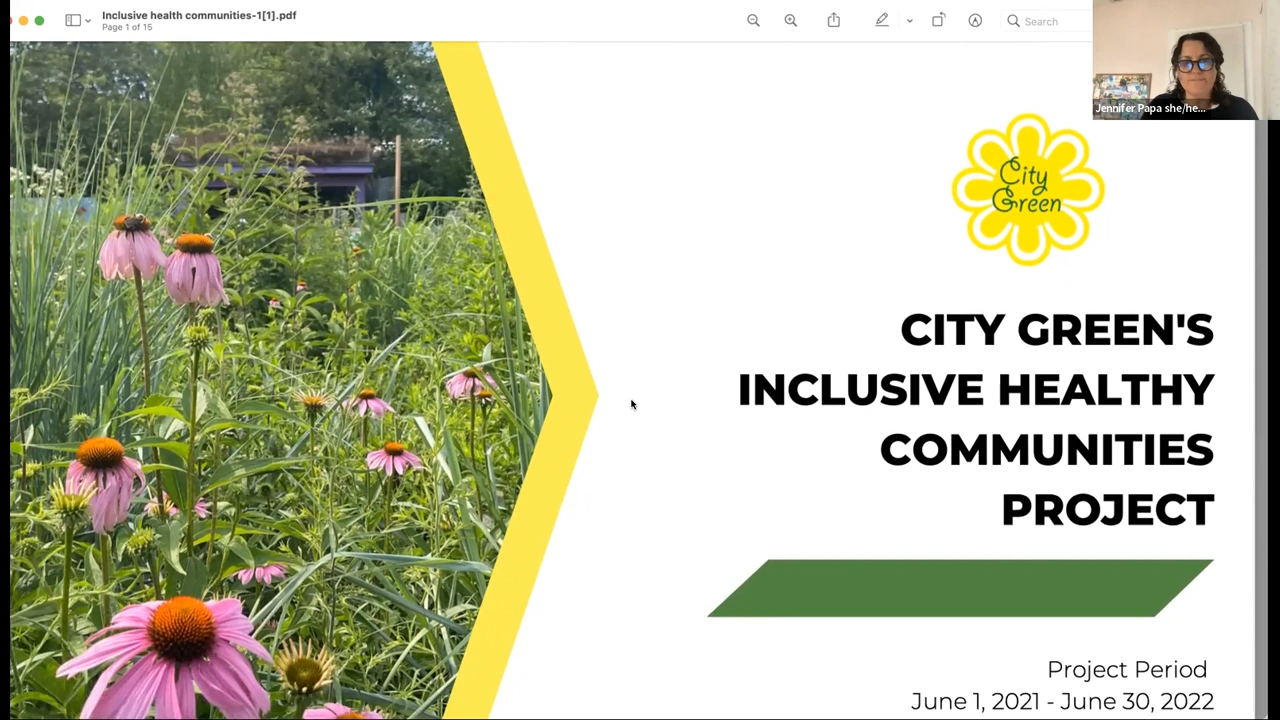 Inclusive health communities-1[1].pdf
Page 1 of 15
Search
Jennifer Papa she/he...
City
Green
CITY GREEN'S
INCLUSIVE HEALTHY
COMMUNITIES
PROJECT
Project Period
June 1, 2021 - June 30, 2022